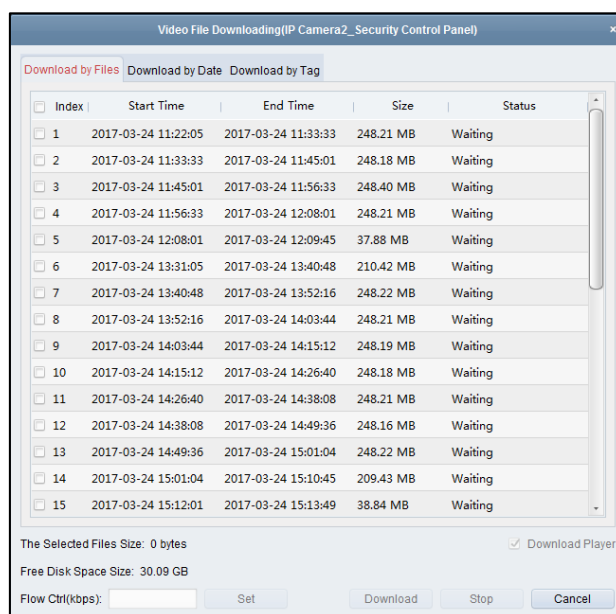 Video File Downloading(IP Camera2_Security Control Panel) ×
Download by Files Download by Date Download by Tag
Index Start Time End Time Size Status
1 2017-03-24 11:22:05 2017-03-24 11:33:33 248.21 MB Waiting
2 2017-03-24 11:33:33 2017-03-24 11:45:01 248.18 MB Waiting
3 2017-03-24 11:45:01 2017-03-24 11:56:33 248.40 MB Waiting
4 2017-03-24 11:56:33 2017-03-24 12:08:01 248.21 MB Waiting
5 2017-03-24 12:08:01 2017-03-24 12:09:45 37.88 MB Waiting
6 2017-03-24 13:31:05 2017-03-24 13:40:48 210.42 MB Waiting
7 2017-03-24 13:40:48 2017-03-24 13:52:16 248.22 MB Waiting
8 2017-03-24 13:52:16 2017-03-24 14:03:44 248.21 MB Waiting
9 2017-03-24 14:03:44 2017-03-24 14:15:12 248.19 MB Waiting
10 2017-03-24 14:15:12 2017-03-24 14:26:40 248.18 MB Waiting
11 2017-03-24 14:26:40 2017-03-24 14:38:08 248.21 MB Waiting
12 2017-03-24 14:38:08 2017-03-24 14:49:36 248.16 MB Waiting
13 2017-03-24 14:49:36 2017-03-24 15:01:04 248.22 MB Waiting
14 2017-03-24 15:01:04 2017-03-24 15:10:45 209.43 MB Waiting
15 2017-03-24 15:12:01 2017-03-24 15:13:49 38.84 MB Waiting
The Selected Files Size: 0 bytes Download Player
Free Disk Space Size: 30.09 GB
Flow Ctrl(kbps): Set Download Stop Cancel